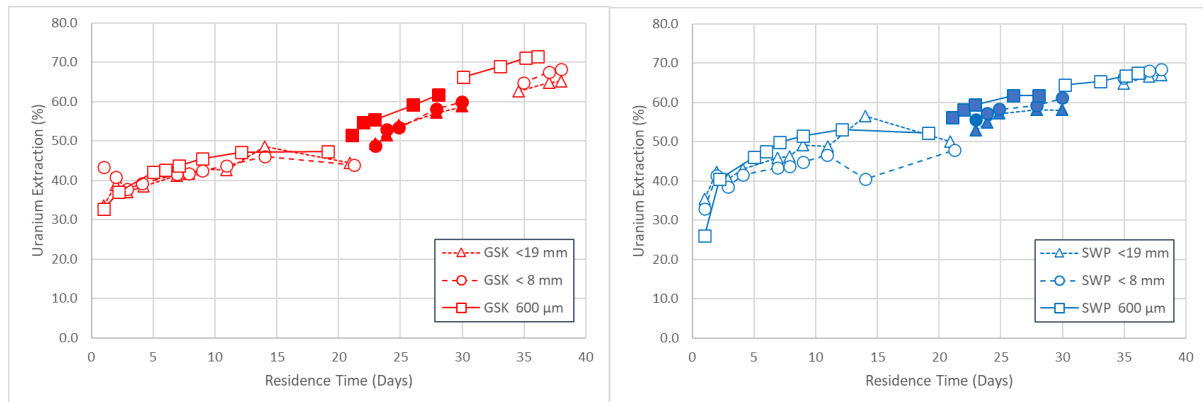 80.0
70.0
60.0
50.0
40.0
30.0
20.0
10.0
0.0
Uranium Extraction (%)
0 5 10 15 20 25 30 35 40
Residence Time (Days)
GSK <19 mm
GSK < 8 mm
GSK 600 µm
80.0
70.0
60.0
50.0
40.0
30.0
20.0
10.0
0.0
Uranium Extraction (%)
0 5 10 15 20 25 30 35 40
Residence Time (Days)
SWP <19 mm
SWP < 8 mm
SWP 600 µm